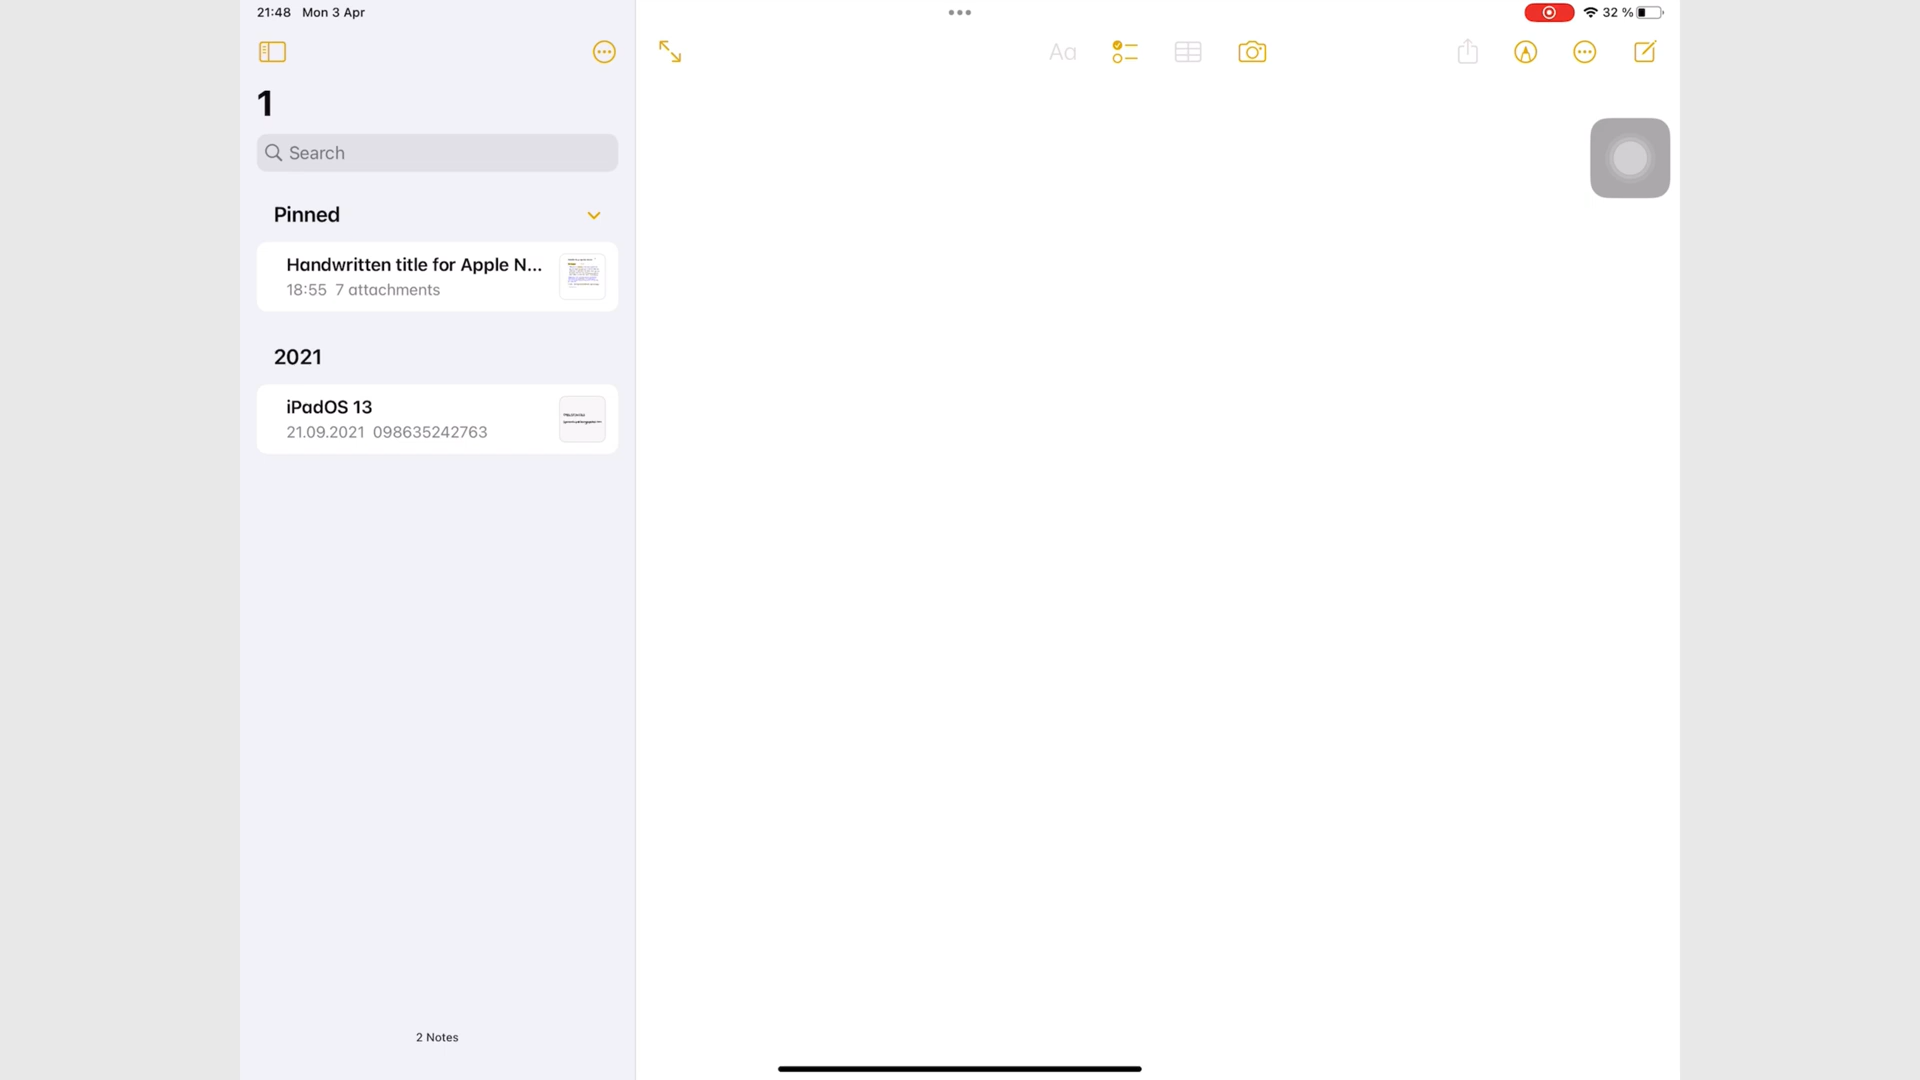 21:48 Mon 3 Apr
32 %
Aa
1
Search
Pinned
Handwritten title for Apple N...
18:55 7 attachments
2021
iPadOS 13
21.09.2021 098635242763
2 Notes